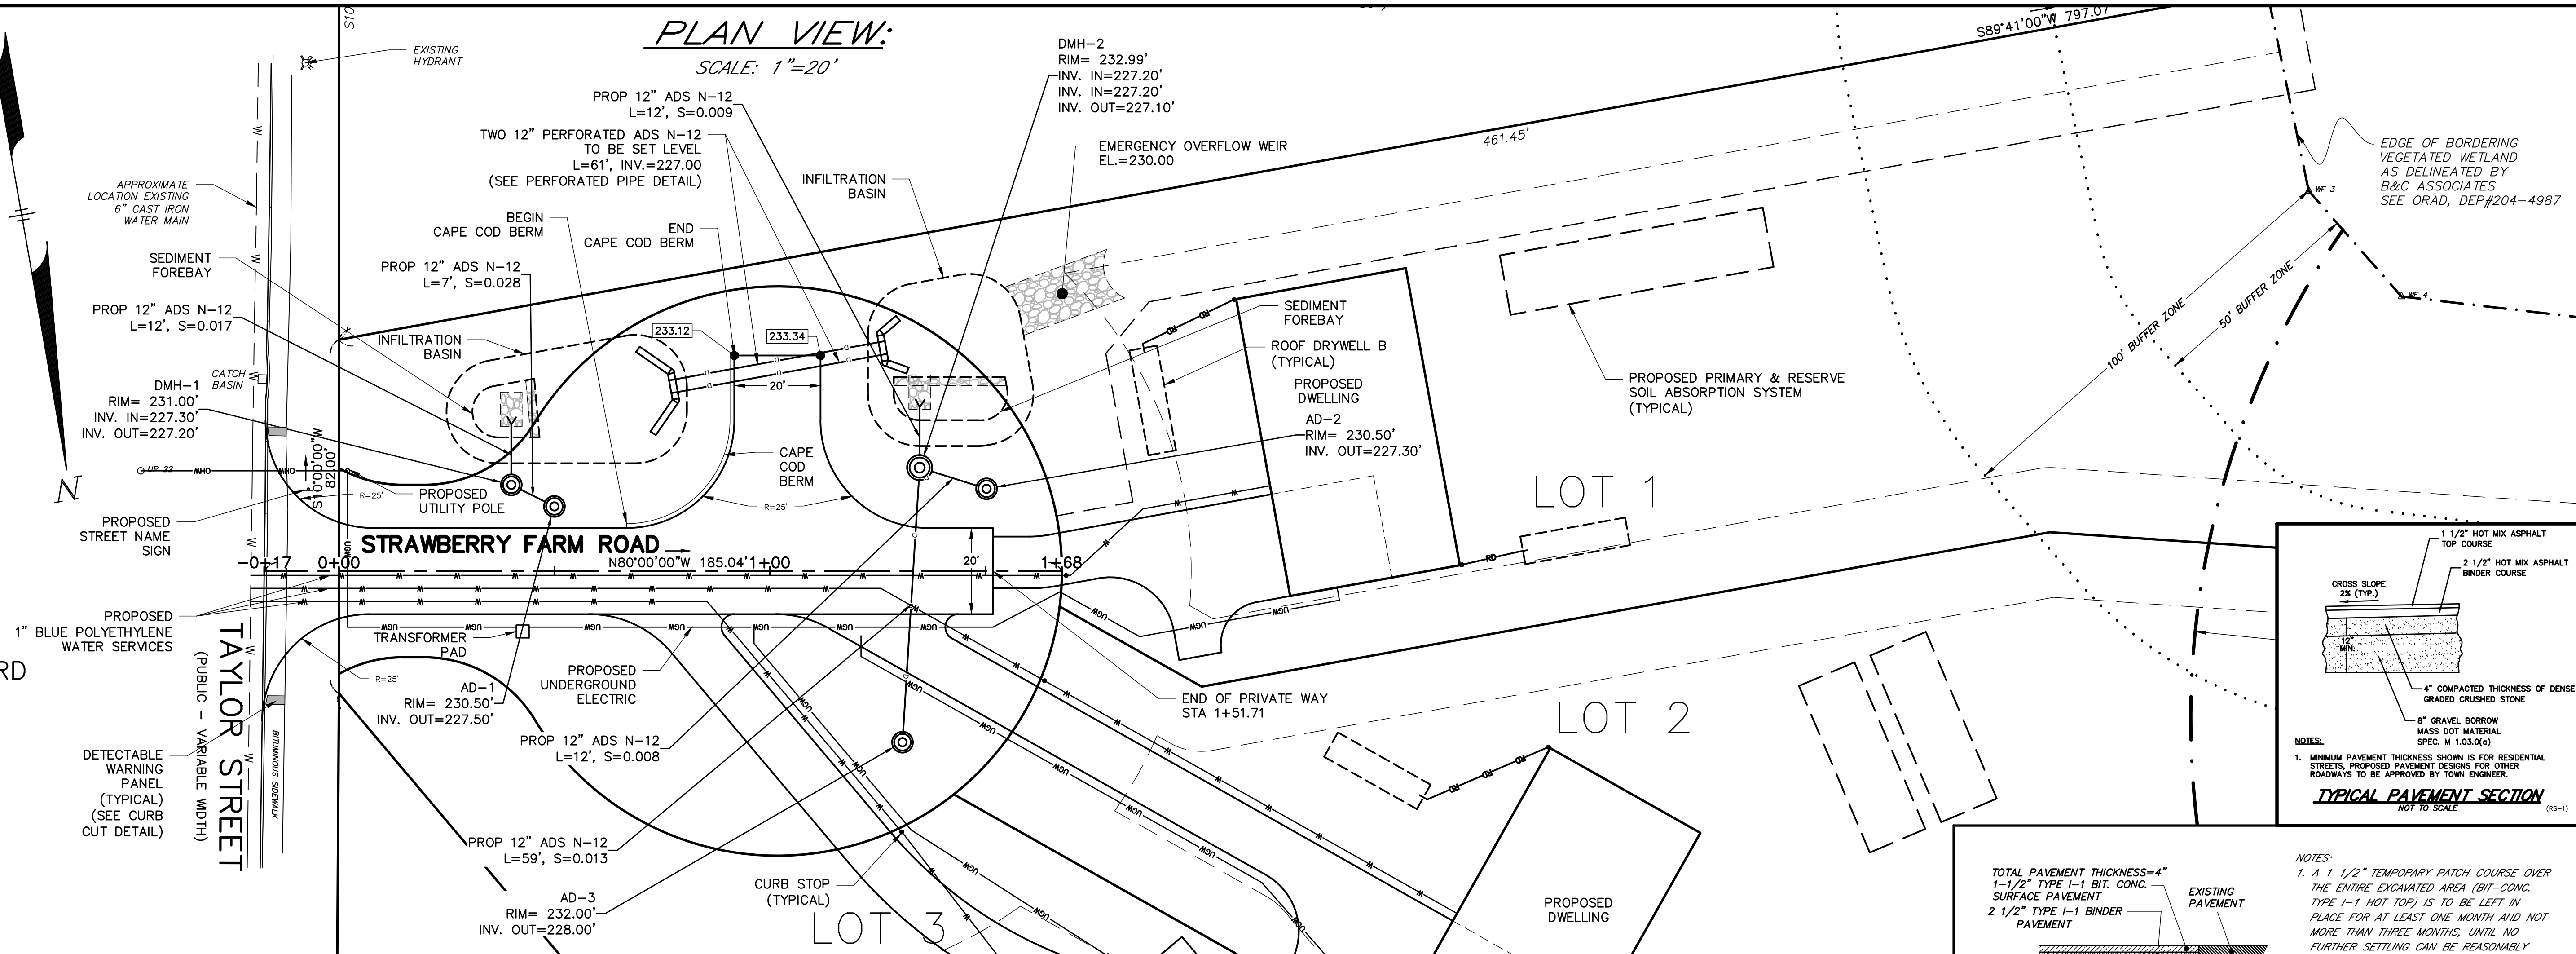 PLAN VIEW:
SCALE: 1"=20'
S10
EXISTING
HYDRANT
APPROXIMATE
LOCATION EXISTING
6" CAST IRON
WATER MAIN
PROP 12" ADS N-12
L=12', S=0.009
TWO 12" PERFORATED ADS N-12
TO BE SET LEVEL
L=61', INV.=227.00
(SEE PERFORATED PIPE DETAIL)
DMH-2
RIM= 232.99'
INV. IN=227.20'
INV. IN=227.20'
INV. OUT=227.10'
EMERGENCY OVERFLOW WEIR
EL.=230.00
INFILTRATION
BASIN
BEGIN
CAPE COD BERM
END
CAPE COD BERM
SEDIMENT
FOREBAY
PROP 12" ADS N-12
L=7', S=0.028
PROP 12" ADS N-12
L=12', S=0.017
INFILTRATION
BASIN
CATCH
BASIN
DMH-1
RIM= 231.00'
INV. IN=227.30'
INV. OUT=227.20'
233.12
233.34
20'
CAPE
COD
BERM
R=25'
R=25'
UP 22
OHW
OHW
S10°00'00"W
82.00'
PROPOSED
UTILITY POLE
PROPOSED
STREET NAME
SIGN
STRAWBERRY FARM ROAD
N80°00'00"W 185.04'
-0+17
0+00
1+00
1+68
20'
SEDIMENT
FOREBAY
ROOF DRYWELL B
(TYPICAL)
PROPOSED
DWELLING
AD-2
RIM= 230.50'
INV. OUT=227.30'
PROPOSED PRIMARY & RESERVE
SOIL ABSORPTION SYSTEM
(TYPICAL)
461.45'
S89°41'00"W 797.07'
EDGE OF BORDERING
VEGETATED WETLAND
AS DELINEATED BY
B&C ASSOCIATES
SEE ORAD, DEP#204-4987
WF 3
WF 4
100' BUFFER ZONE
50' BUFFER ZONE
LOT 1
LOT 2
LOT 3
PROPOSED
1" BLUE POLYETHYLENE
WATER SERVICES
RD
TAYLOR STREET
(PUBLIC - VARIABLE WIDTH)
BITUMINOUS SIDEWALK
R=25'
TRANSFORMER
PAD
AD-1
RIM= 230.50'
INV. OUT=227.50'
PROPOSED
UNDERGROUND
ELECTRIC
END OF PRIVATE WAY
STA 1+51.71
DETECTABLE
WARNING
PANEL
(TYPICAL)
(SEE CURB
CUT DETAIL)
PROP 12" ADS N-12
L=12', S=0.008
PROP 12" ADS N-12
L=59', S=0.013
AD-3
RIM= 232.00'
INV. OUT=228.00'
CURB STOP
(TYPICAL)
PROPOSED
DWELLING
1 1/2" HOT MIX ASPHALT
TOP COURSE
2 1/2" HOT MIX ASPHALT
BINDER COURSE
CROSS SLOPE
2% (TYP.)
12"
MIN.
4" COMPACTED THICKNESS OF DENSE
GRADED CRUSHED STONE
8" GRAVEL BORROW
MASS DOT MATERIAL
SPEC. M 1.03.0(a)
NOTES:
1. MINIMUM PAVEMENT THICKNESS SHOWN IS FOR RESIDENTIAL
STREETS, PROPOSED PAVEMENT DESIGNS FOR OTHER
ROADWAYS TO BE APPROVED BY TOWN ENGINEER.
TYPICAL PAVEMENT SECTION
NOT TO SCALE
(RS-1)
TOTAL PAVEMENT THICKNESS=4"
1-1/2" TYPE I-1 BIT. CONC.
SURFACE PAVEMENT
2 1/2" TYPE I-1 BINDER
PAVEMENT
EXISTING
PAVEMENT
NOTES:
1. A 1 1/2" TEMPORARY PATCH COURSE OVER
THE ENTIRE EXCAVATED AREA (BIT-CONC.
TYPE I-1 HOT TOP) IS TO BE LEFT IN
PLACE FOR AT LEAST ONE MONTH AND NOT
MORE THAN THREE MONTHS, UNTIL NO
FURTHER SETTLING CAN BE REASONABLY
N